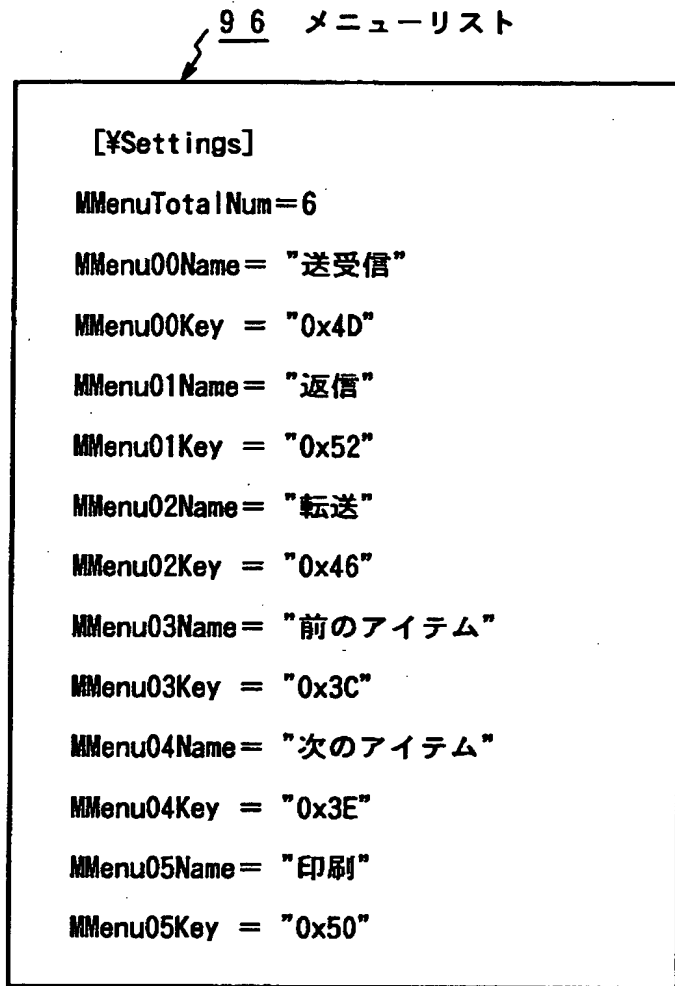 96 メニューリスト
[¥Settings]
MMenuTotalNum=6
MMenu00Name= "送受信"
MMenu00Key = "0x4D"
MMenu01Name= "返信"
MMenu01Key = "0x52"
MMenu02Name= "転送"
MMenu02Key = "0x46"
MMenu03Name= "前のアイテム"
MMenu03Key = "0x3C"
MMenu04Name= "次のアイテム"
MMenu04Key = "0x3E"
MMenu05Name= "印刷"
MMenu05Key = "0x50"